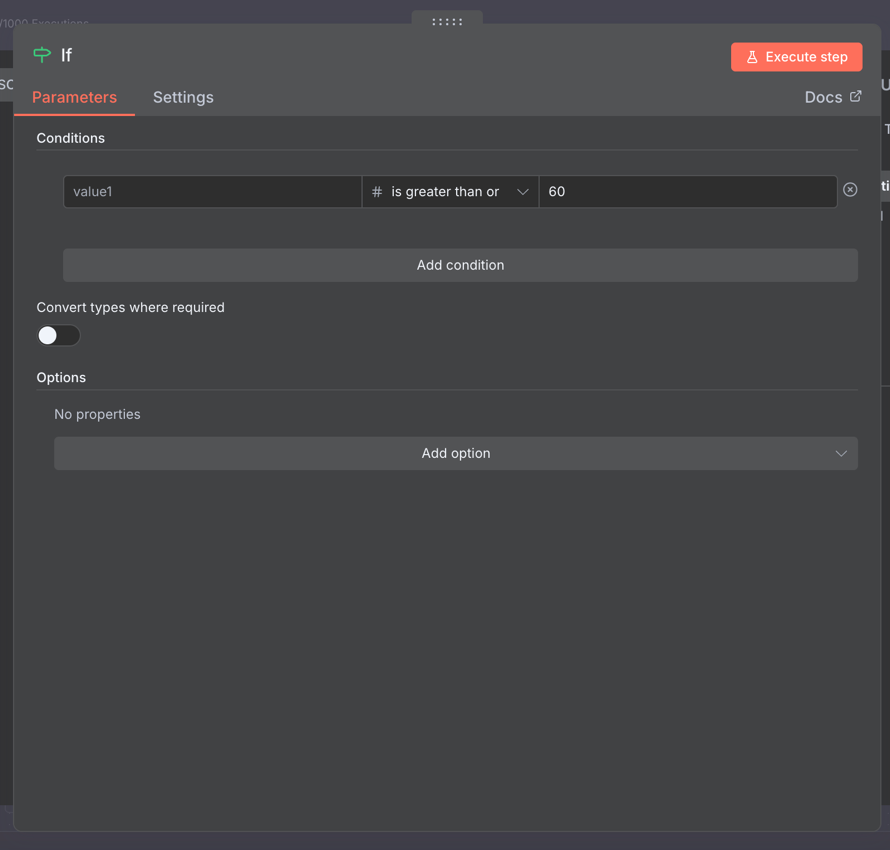 /1000 Executions
If
Execute step
Parameters
Settings
Docs
Conditions
value1
# is greater than or
60
Add condition
Convert types where required
Options
No properties
Add option